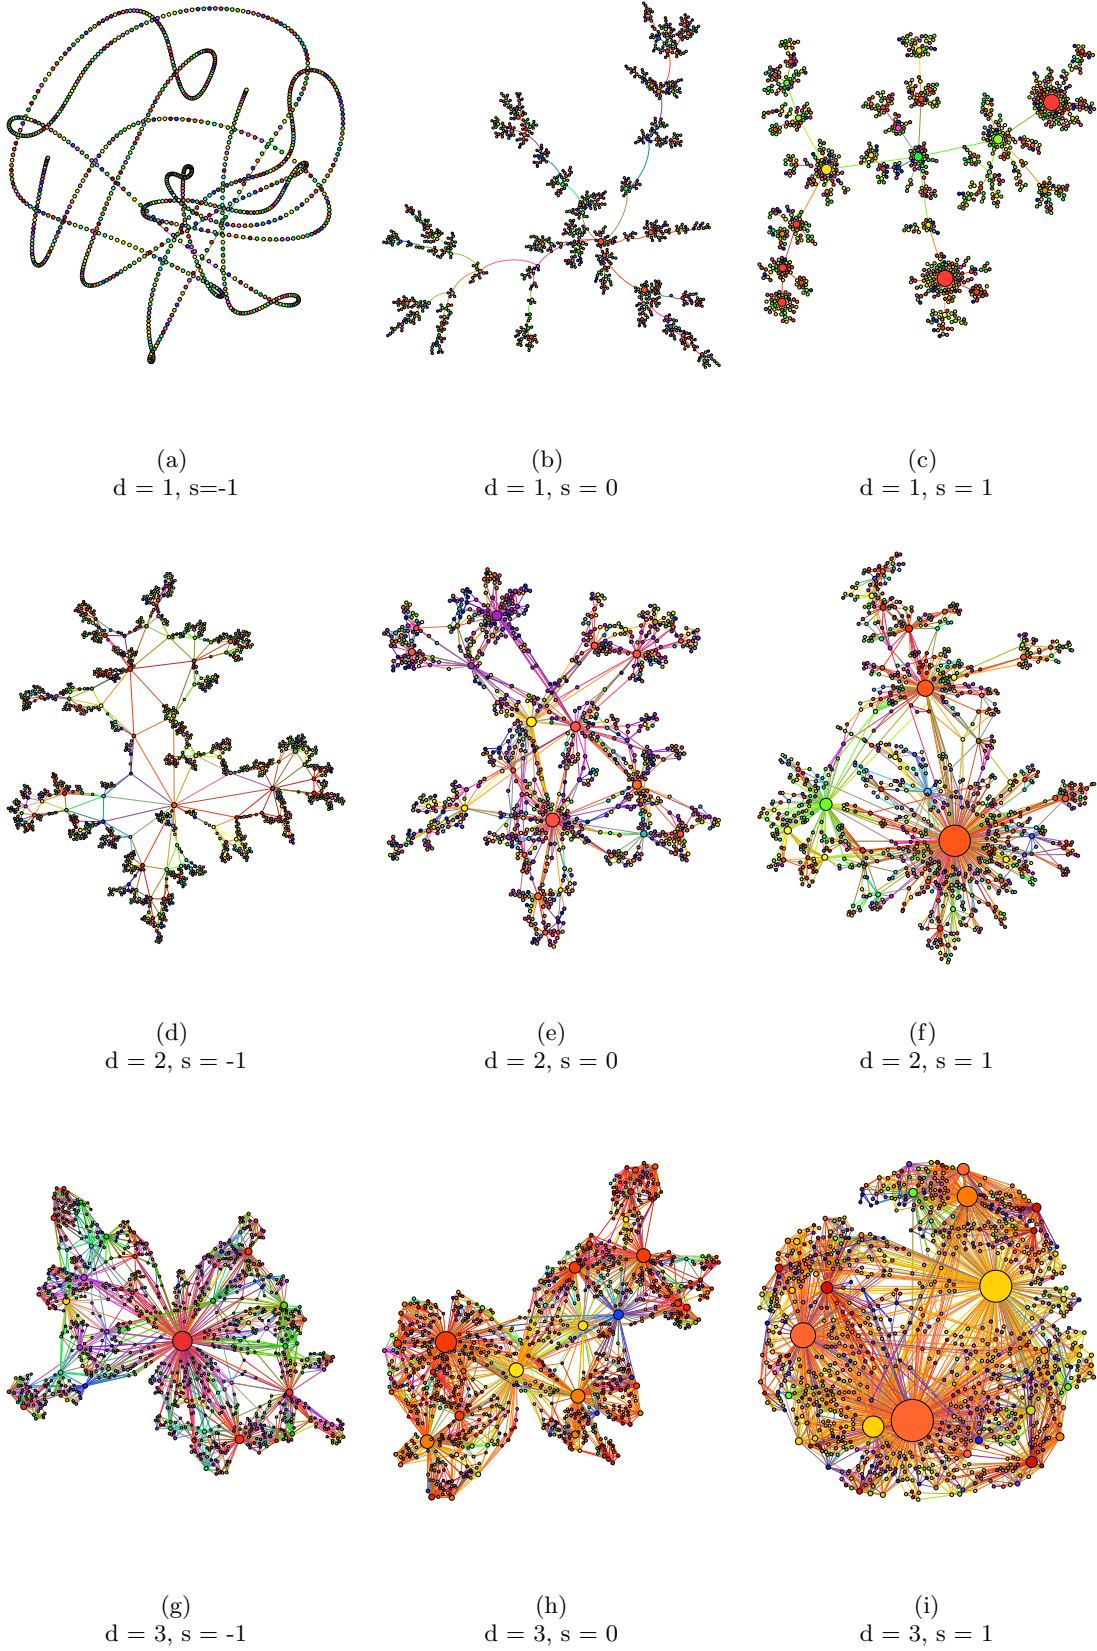 (a)
d = 1, s=-1
(b)
d = 1, s = 0
(c)
d = 1, s = 1
(d)
d = 2, s = -1
(e)
d = 2, s = 0
(f)
d = 2, s = 1
(g)
d = 3, s = -1
(h)
d = 3, s = 0
(i)
d = 3, s = 1